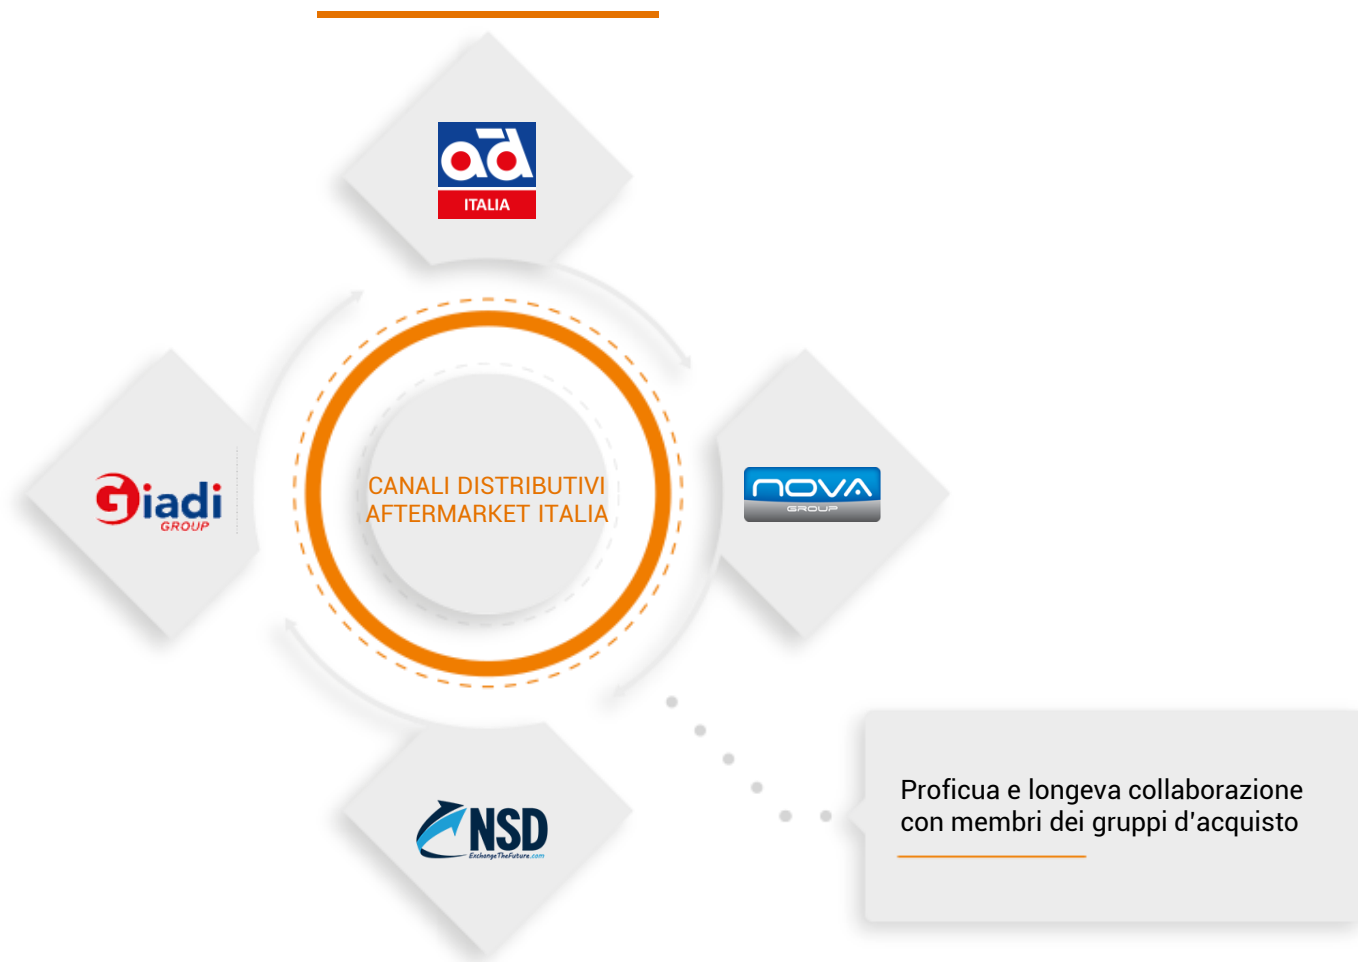 ad
ITALIA
Giadi
GROUP
CANALI DISTRIBUTIVI
AFTERMARKET ITALIA
NOVA
GROUP
NSD
ExchangeTheFuture.com
Proficua e longeva collaborazione
con membri dei gruppi d'acquisto